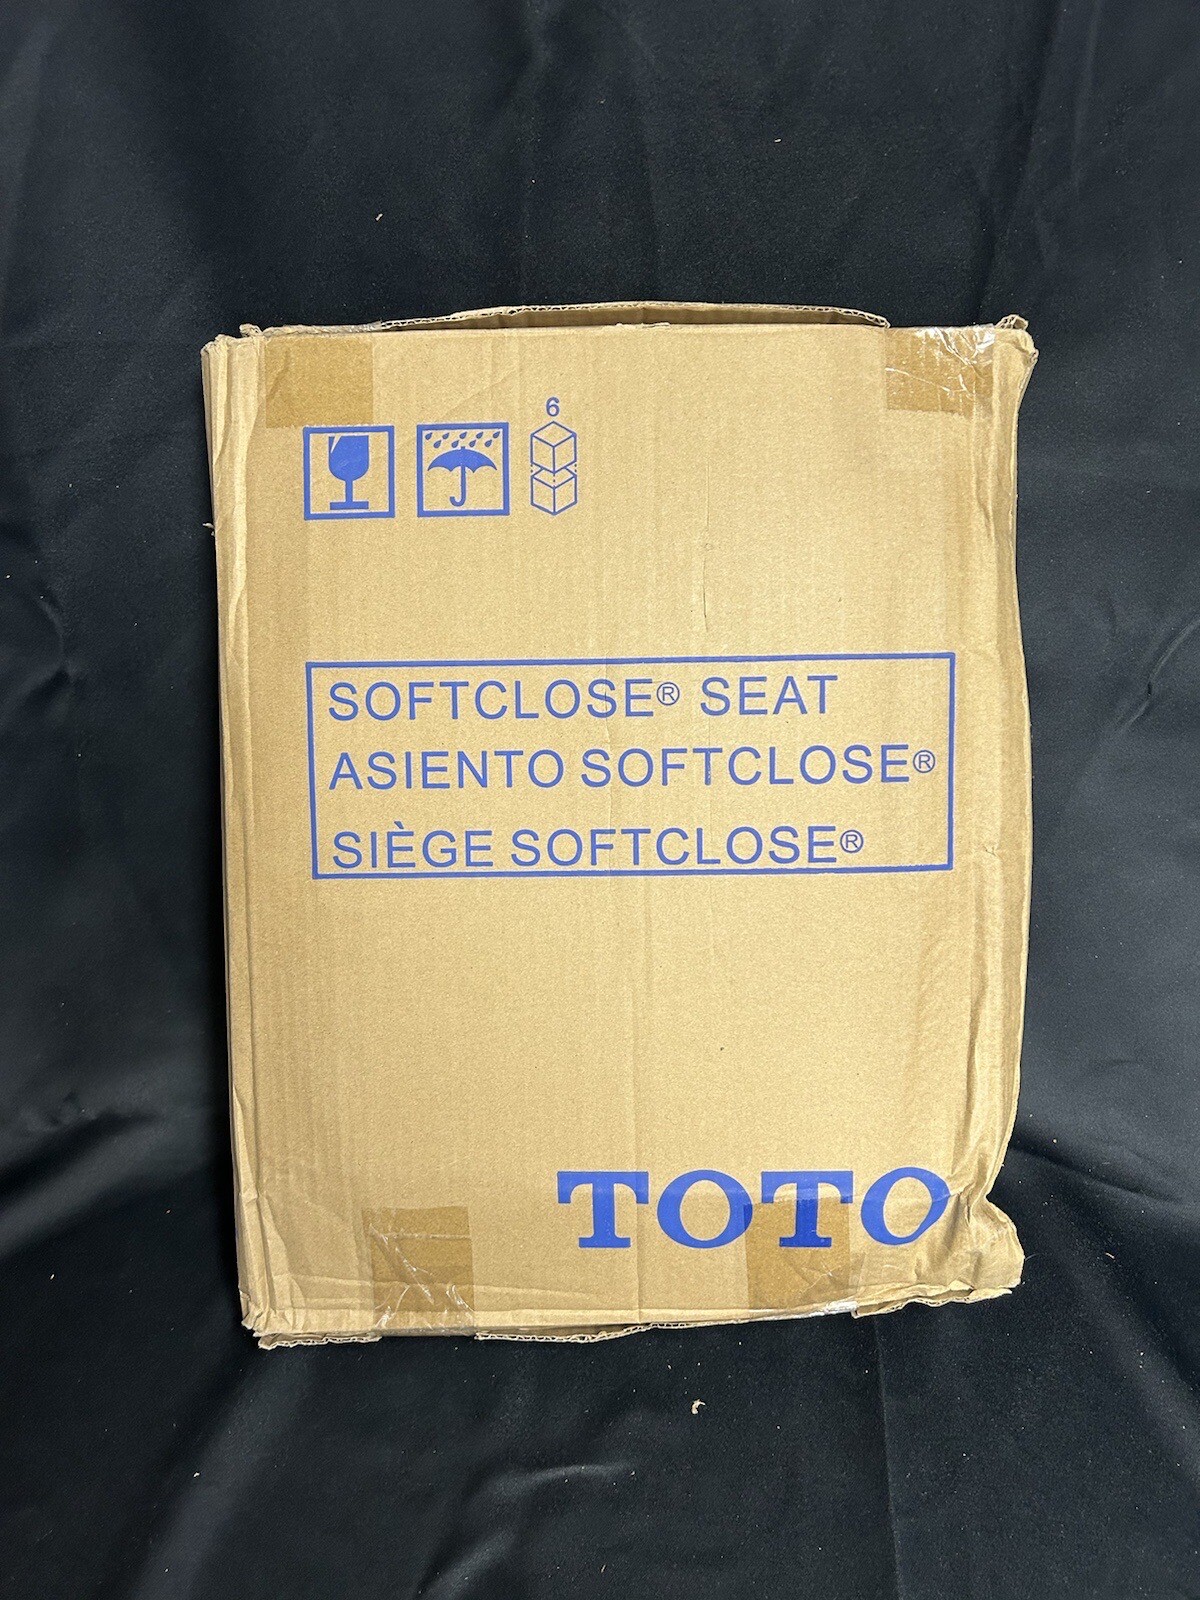 6
SOFTCLOSE® SEAT
ASIENTO SOFTCLOSE®
SIÈGE SOFTCLOSE®
TOTO